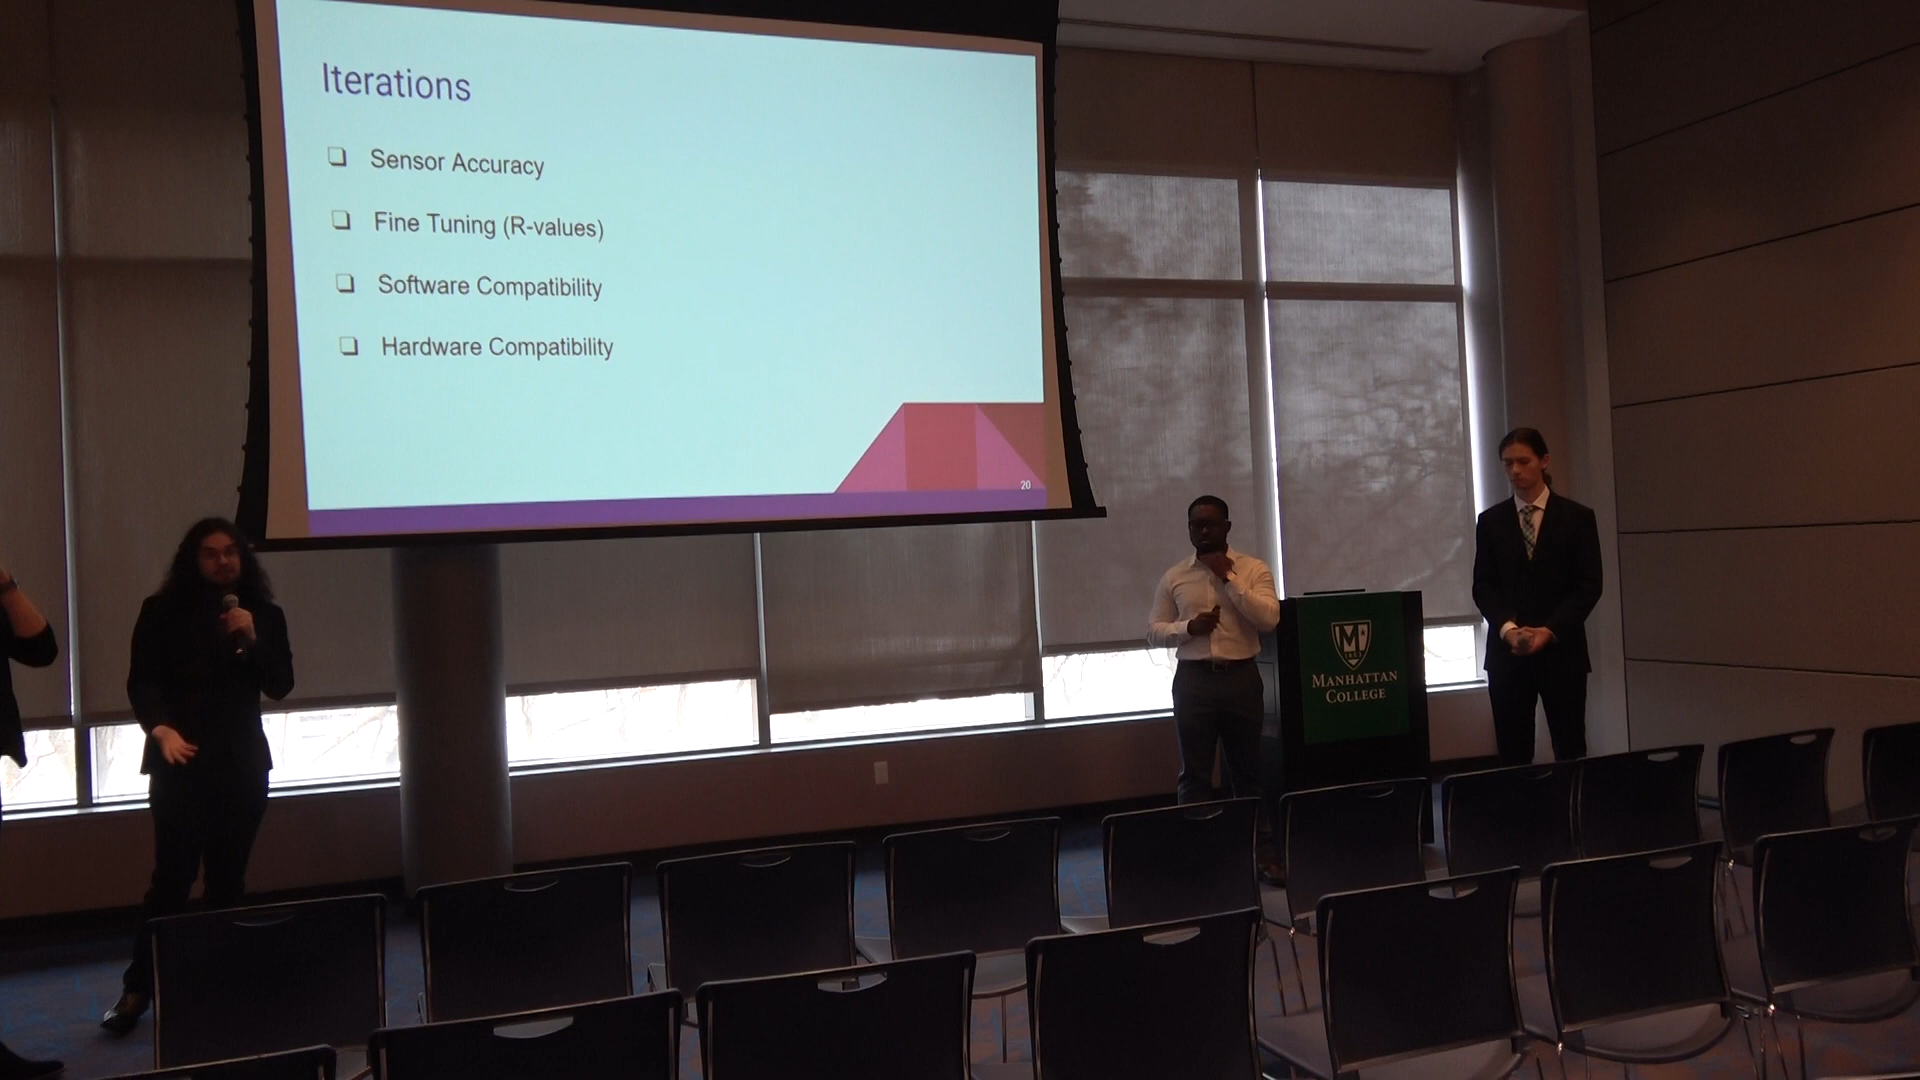 Iterations
❏ Sensor Accuracy
❏ Fine Tuning (R-values)
❏ Software Compatibility
❏ Hardware Compatibility
20
M
MANHATTAN
COLLEGE